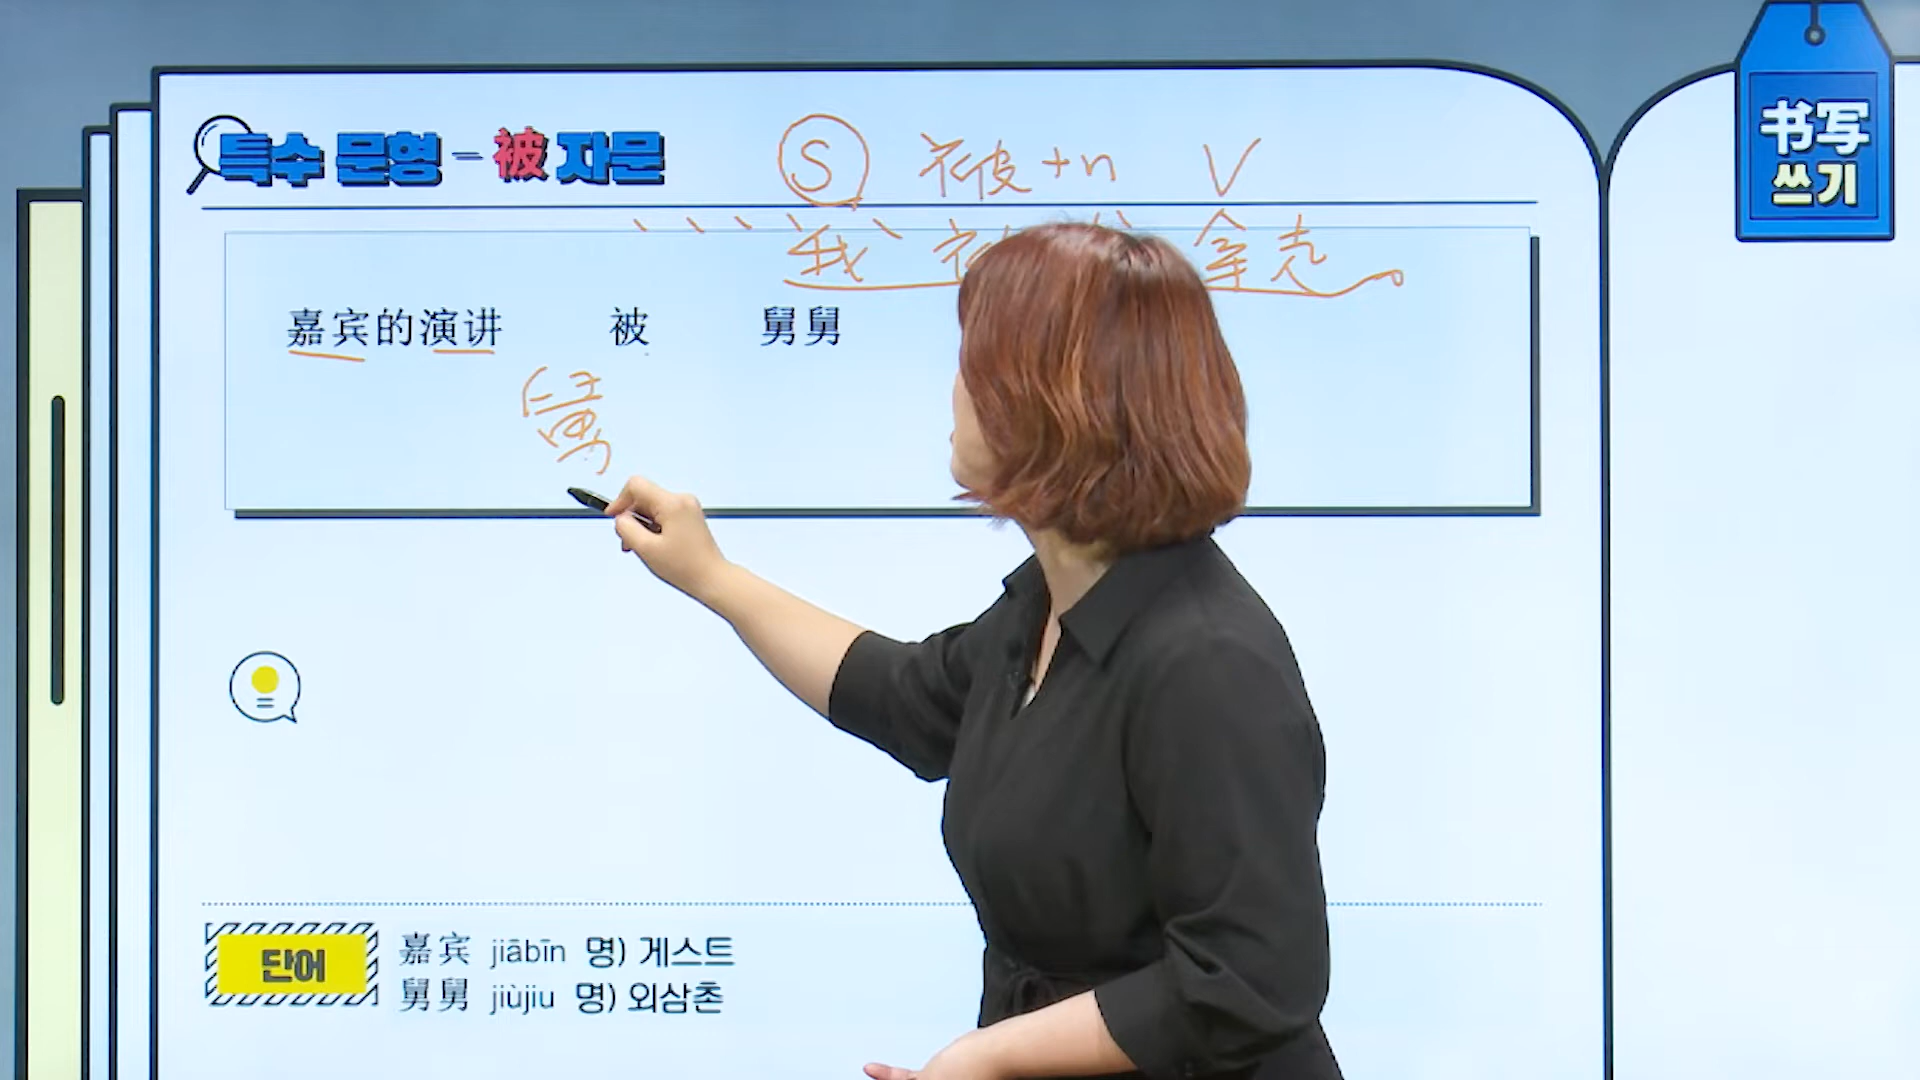 특수 문형 - 被 자문
S 被 + n V
我 拿走。
嘉宾的演讲 被 舅舅
舅
단어
嘉宾 jiābīn 명) 게스트
舅舅 jiùjiu 명) 외삼촌
书写
쓰기